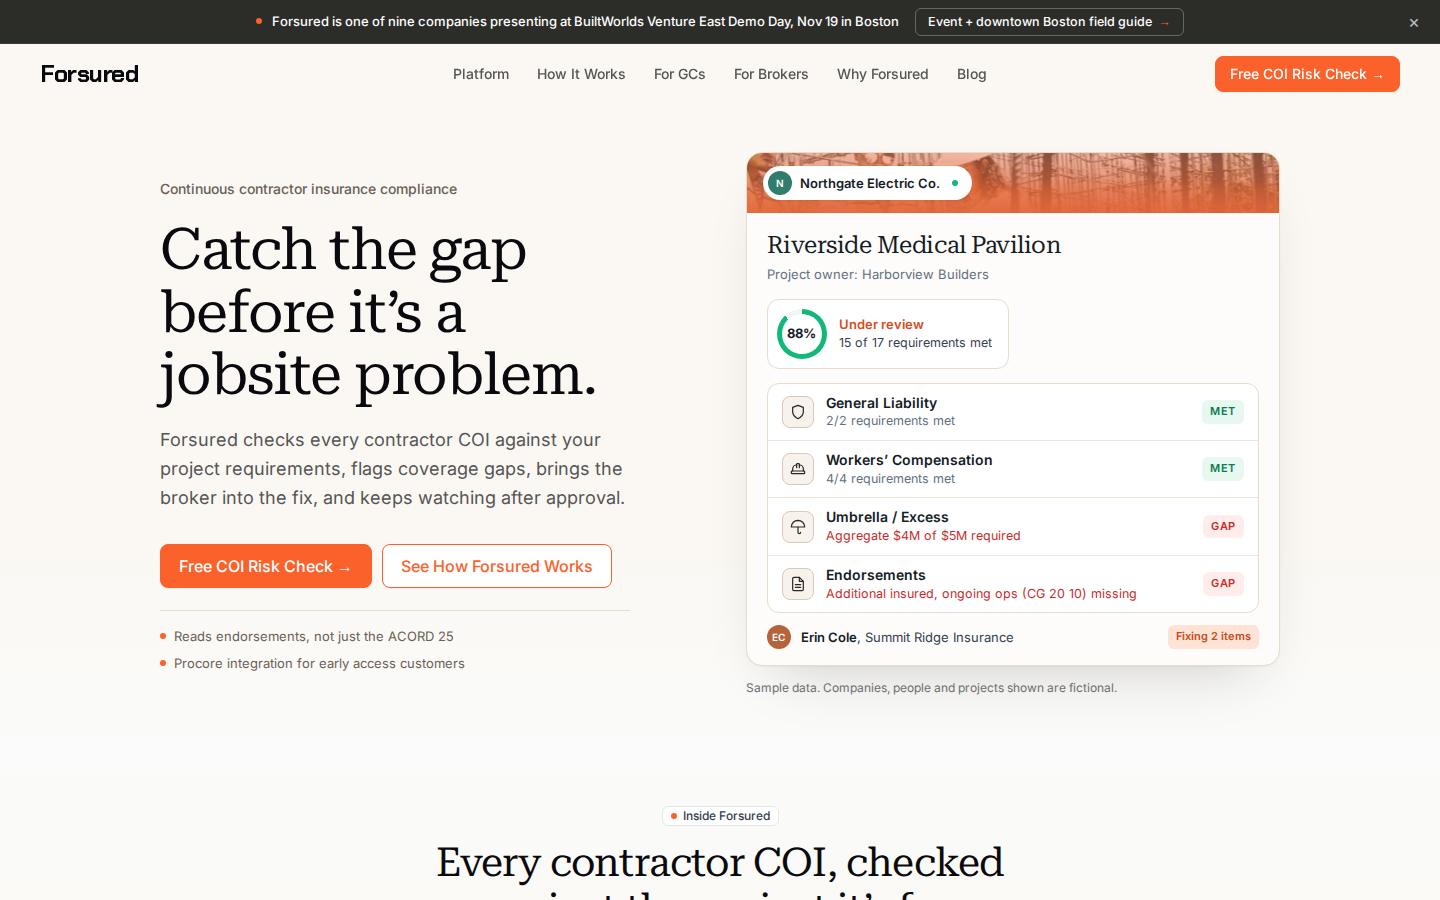 Forsured is one of nine companies presenting at BuiltWorlds Venture East Demo Day, Nov 19 in Boston
Event + downtown Boston field guide →
×
Forsured
Platform
How It Works
For GCs
For Brokers
Why Forsured
Blog
Free COI Risk Check →
Continuous contractor insurance compliance
Catch the gap
before it’s a
jobsite problem.
Forsured checks every contractor COI against your
project requirements, flags coverage gaps, brings the
broker into the fix, and keeps watching after approval.
Free COI Risk Check →
See How Forsured Works
Reads endorsements, not just the ACORD 25
Procore integration for early access customers
N
Northgate Electric Co.
Riverside Medical Pavilion
Project owner: Harborview Builders
88%
Under review
15 of 17 requirements met
General Liability
2/2 requirements met
MET
Workers’ Compensation
4/4 requirements met
MET
Umbrella / Excess
Aggregate $4M of $5M required
GAP
Endorsements
Additional insured, ongoing ops (CG 20 10) missing
GAP
EC
Erin Cole, Summit Ridge Insurance
Fixing 2 items
Sample data. Companies, people and projects shown are fictional.
Inside Forsured
Every contractor COI, checked